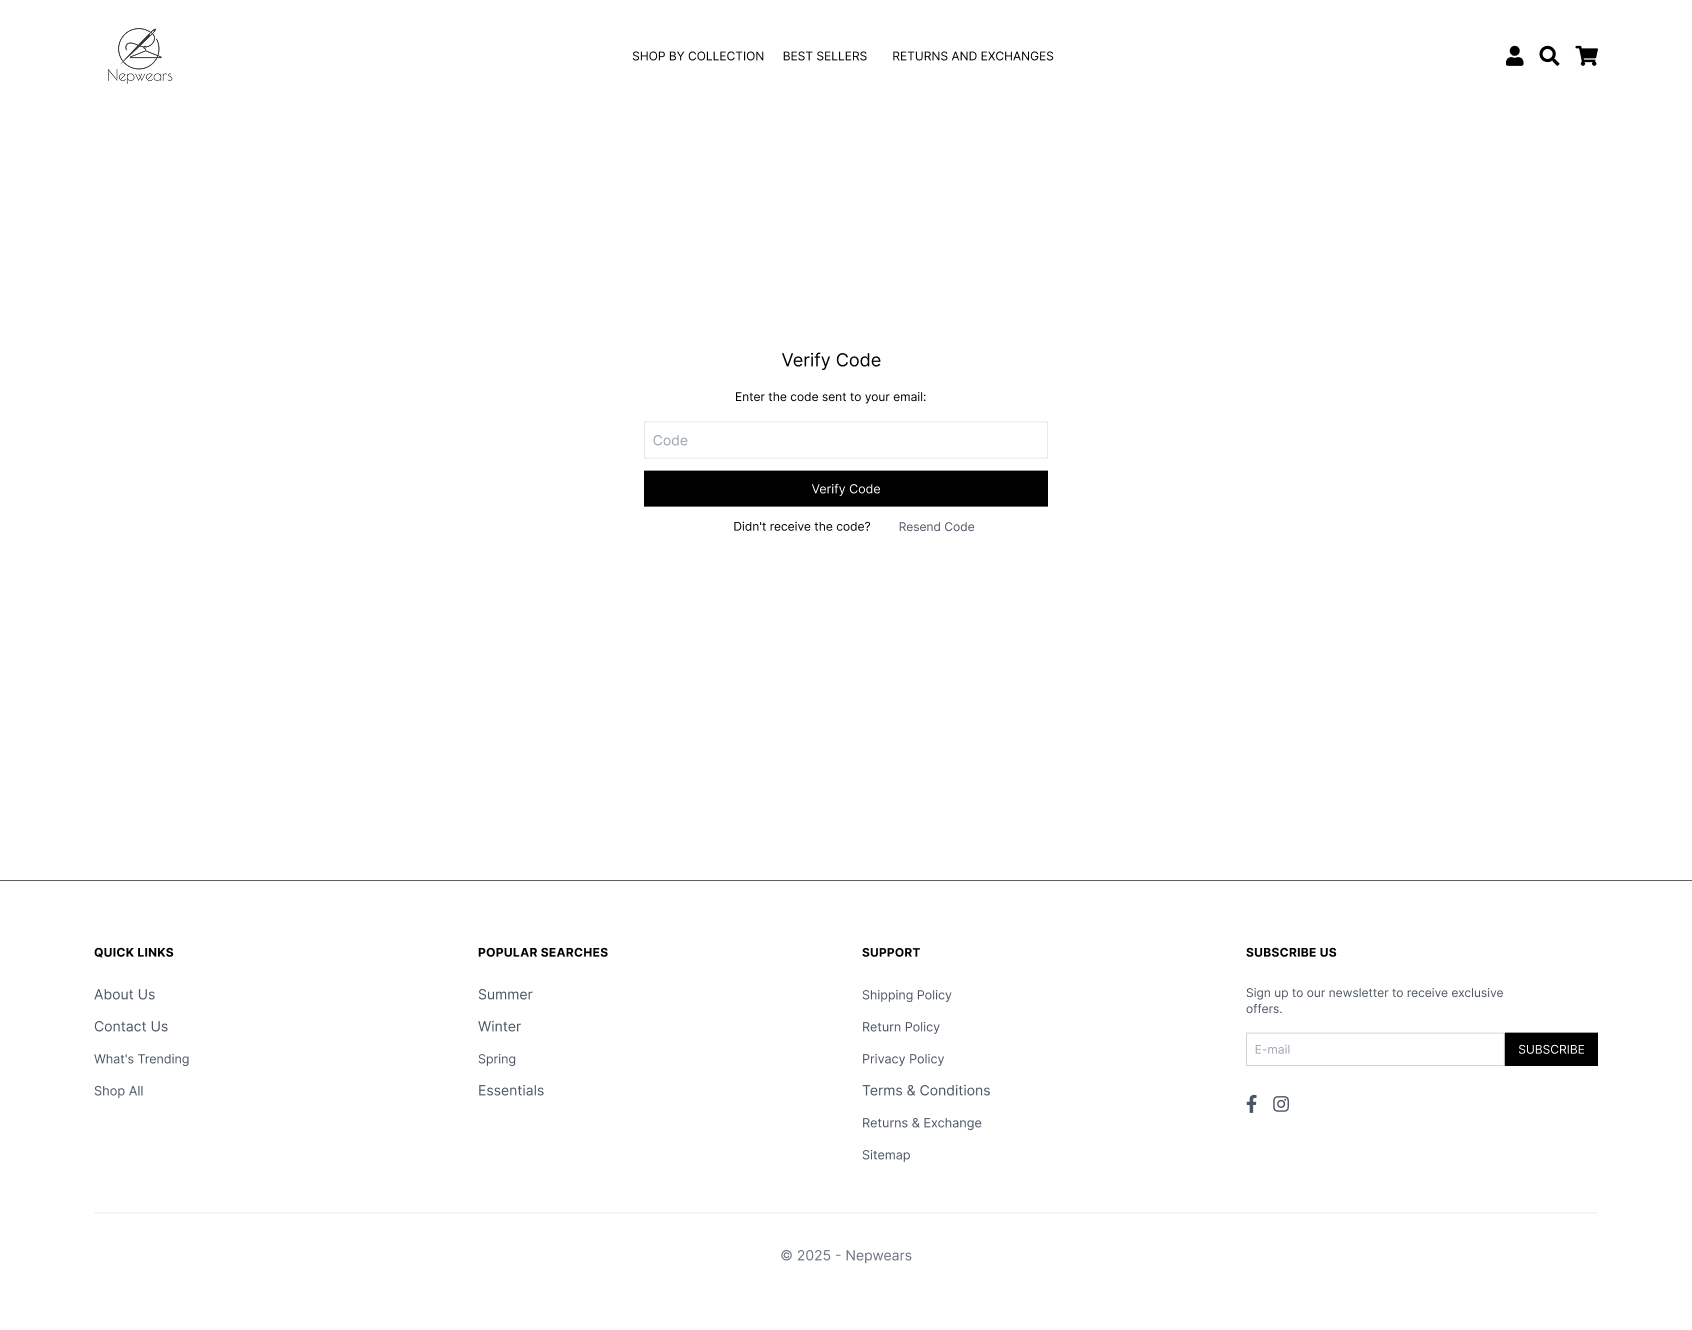 Nepwears
SHOP BY COLLECTION BEST SELLERS RETURNS AND EXCHANGES
Verify Code
Enter the code sent to your email:
Code
Verify Code
Didn't receive the code? Resend Code
QUICK LINKS
About Us
Contact Us
What's Trending
Shop All
POPULAR SEARCHES
Summer
Winter
Spring
Essentials
SUPPORT
Shipping Policy
Return Policy
Privacy Policy
Terms & Conditions
Returns & Exchange
Sitemap
SUBSCRIBE US
Sign up to our newsletter to receive exclusive
offers.
E-mail SUBSCRIBE
© 2025 - Nepwears